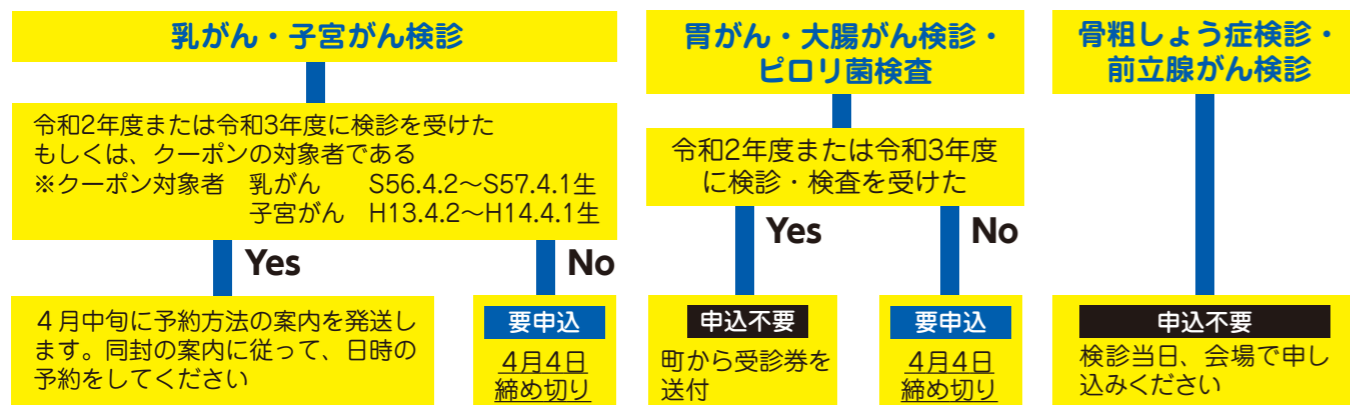 乳がん・子宮がん検診
令和2年度または令和3年度に検診を受けた
もしくは、クーポンの対象者である
※クーポン対象者　乳がん　　S56.4.2～S57.4.1生
子宮がん　H13.4.2～H14.4.1生
Yes
No
４月中旬に予約方法の案内を発送し
ます。同封の案内に従って、日時の
予約をしてください
要申込
4月4日
締め切り
胃がん・大腸がん検診・
ピロリ菌検査
令和2年度または令和3年度
に検診・検査を受けた
Yes
No
申込不要
町から受診券を
送付
要申込
4月4日
締め切り
骨粗しょう症検診・
前立腺がん検診
申込不要
検診当日、会場で申し
込みください